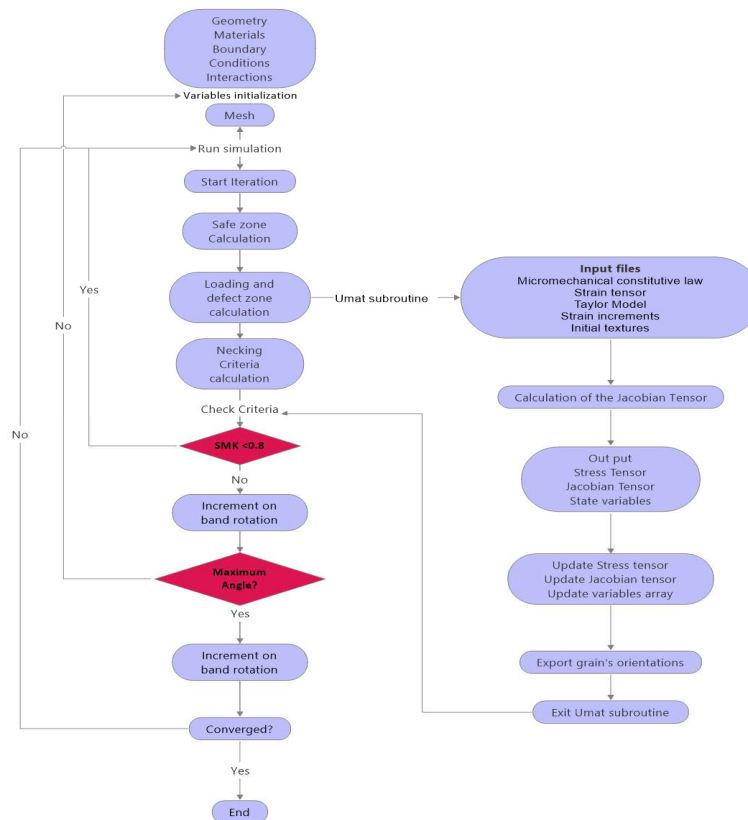 Geometry
Materials
Boundary
Conditions
Interactions
Variables initialization
Mesh
Run simulation
Start Iteration
Safe zone
Calculation
Loading and
defect zone
calculation
Umat subroutine
Necking
Criteria
calculation
Check Criteria
SMK <0.8
Yes
No
No
No
Increment on
band rotation
Maximum
Angle?
Yes
Increment on
band rotation
Converged?
Yes
End
Input files
Micromechanical constitutive law
Strain tensor
Taylor Model
Strain increments
Initial textures
Calculation of the Jacobian Tensor
Out put
Stress Tensor
Jacobian Tensor
State variables
Update Stress tensor
Update Jacobian tensor
Update variables array
Export grain's orientations
Exit Umat subroutine